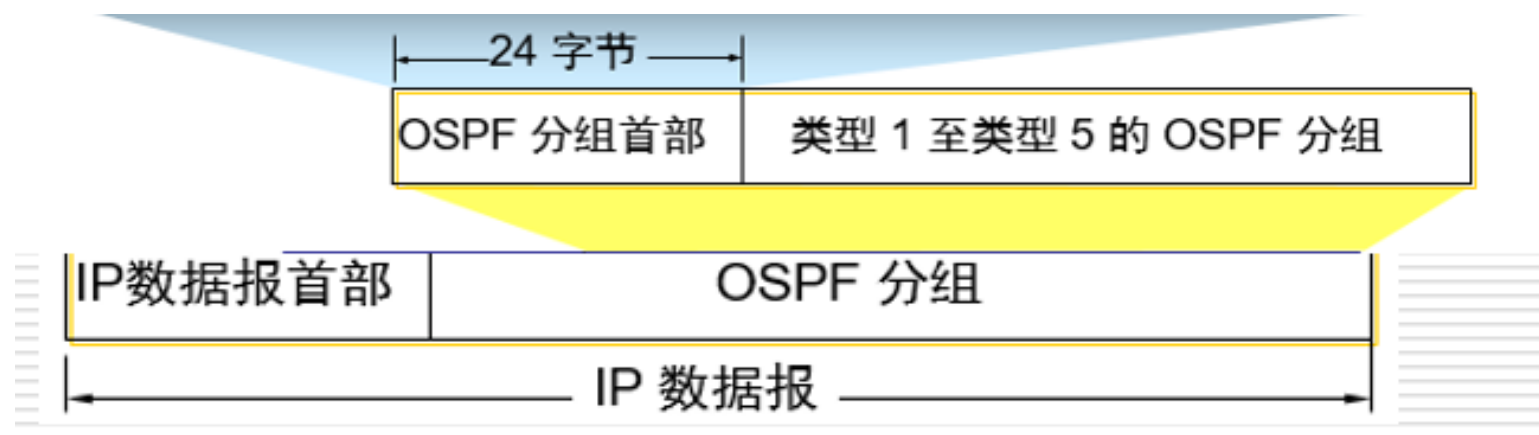 24 字节
OSPF 分组首部 类型 1 至类型 5 的 OSPF 分组
IP数据报首部 OSPF 分组
IP 数据报